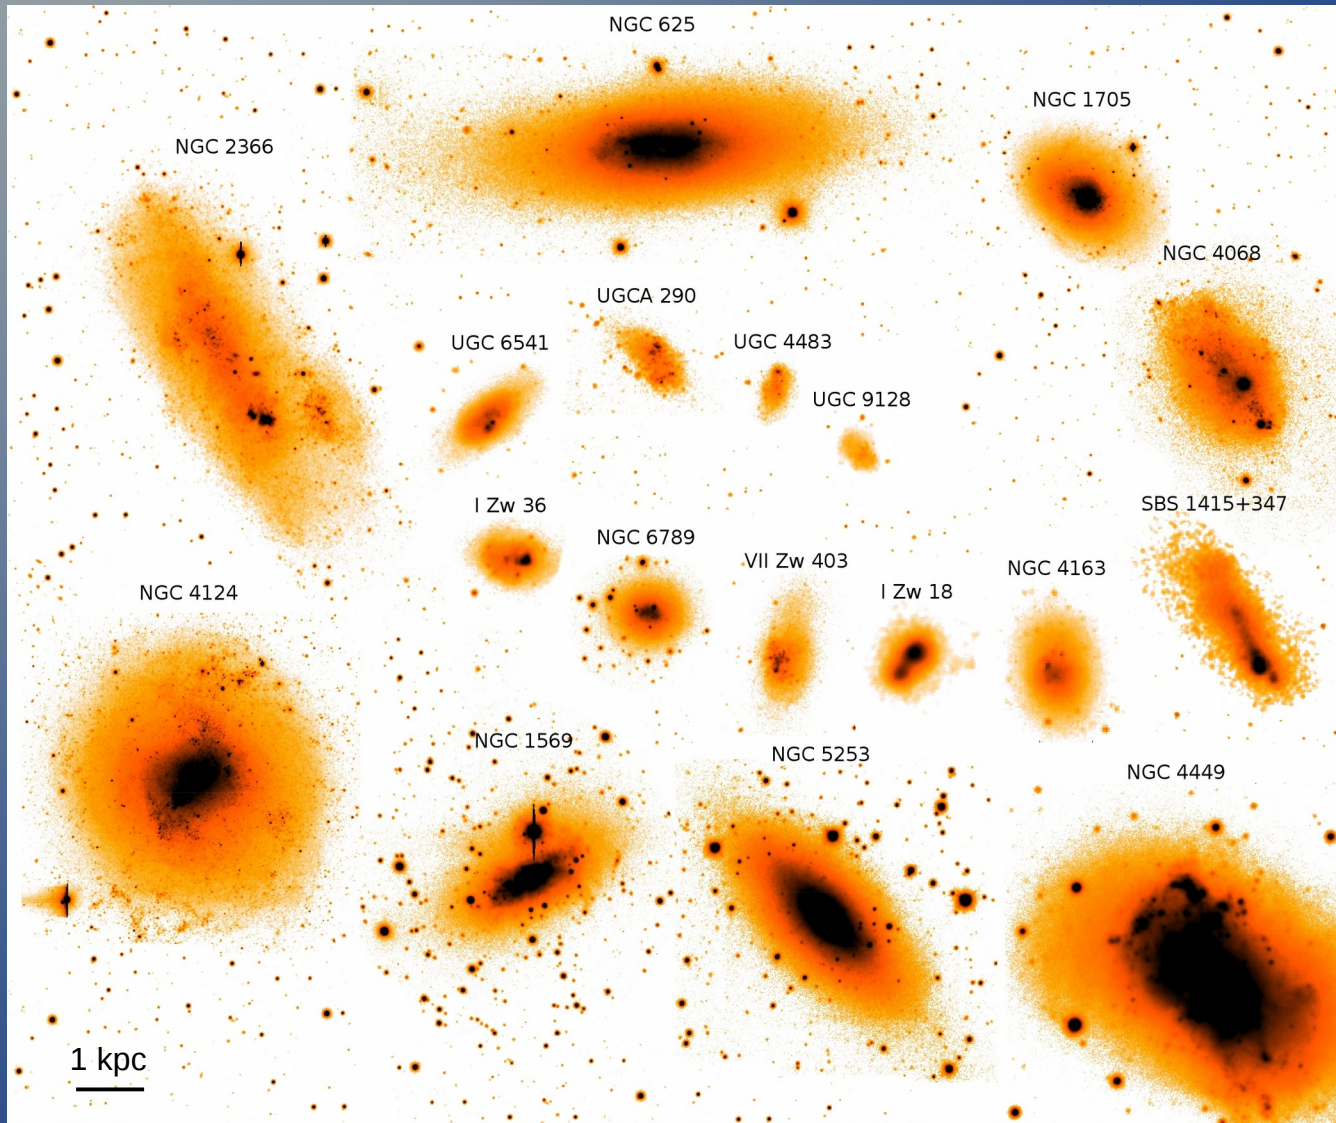 NGC 625
NGC 1705
NGC 2366
NGC 4068
UGCA 290
UGC 6541
UGC 4483
UGC 9128
I Zw 36
SBS 1415+347
NGC 6789
VII Zw 403
NGC 4163
I Zw 18
NGC 4124
NGC 1569
NGC 5253
NGC 4449
1 kpc